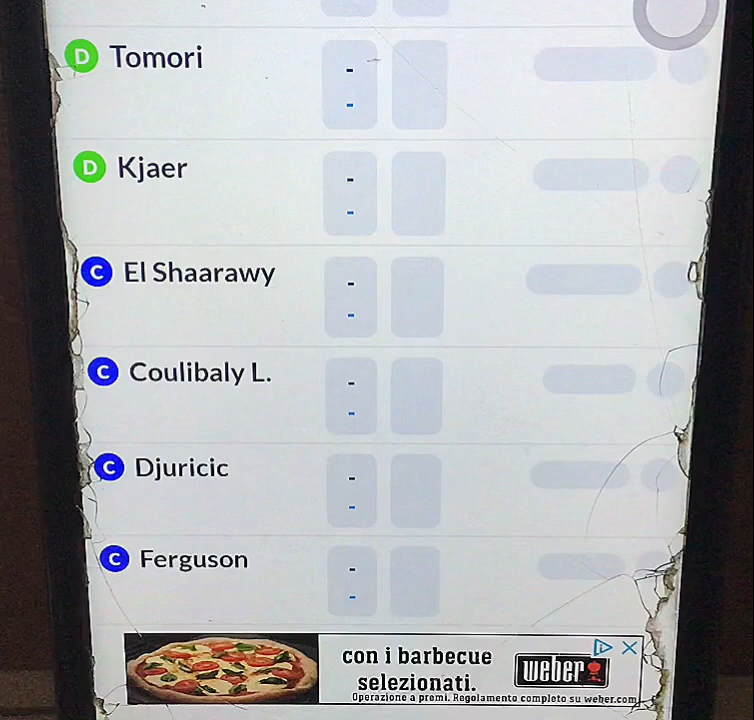 D Tomori
-
-
D Kjaer
-
-
C El Shaarawy
-
-
C Coulibaly L.
-
-
C Djuricic
-
-
C Ferguson
-
-
con i barbecue
selezionati.
weber
Operazione a premi. Regolamento completo su weber.com